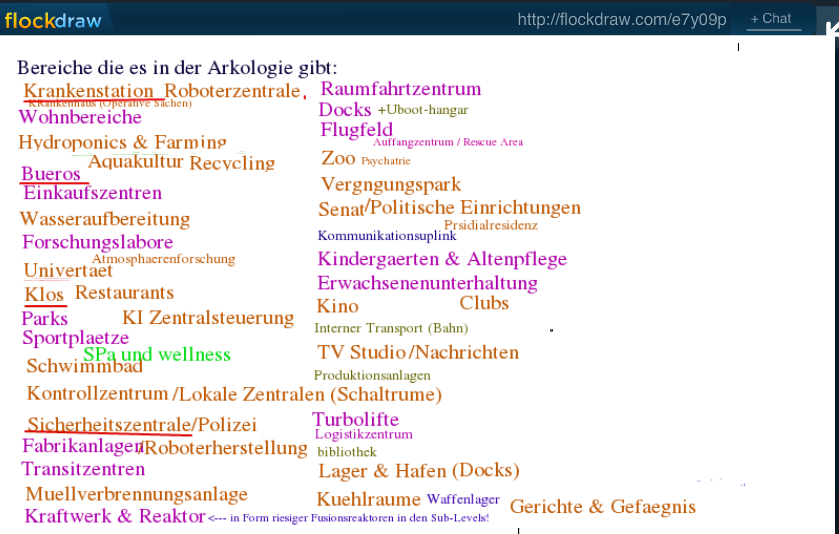 flockdraw
http://flockdraw.com/e7y09p
+ Chat
Bereiche die es in der Arkologie gibt:
Krankenstation Roboterzentrale
KRankenhaus (Operative Sachen)
Wohnbereiche
Hydroponics & Farming
Aquakultur Recycling
Bueros
Einkaufszentren
Wasseraufbereitung
Forschungslabore
Atmosphaerenforschung
Univertaet
Klos Restaurants
Parks KI Zentralsteuerung
Sportplaetze
SPa und wellness
Schwimmbad
Kontrollzentrum /Lokale Zentralen (Schaltrume)
Sicherheitszentrale/Polizei
Fabrikanlagen/Roboterherstellung
Transitzentren
Muellverbrennungsanlage
Kraftwerk & Reaktor <--- in Form riesiger Fusionsreaktoren in den Sub-Levels!
Raumfahrtzentrum
Docks +Uboot-hangar
Flugfeld
Auffangzentrum / Rescue Area
Zoo Psychatrie
Vergngungspark
Senat/Politische Einrichtungen
Prsidialresidenz
Kommunikationsuplink
Kindergaerten & Altenpflege
Erwachsenenunterhaltung
Kino Clubs
Interner Transport (Bahn)
TV Studio/Nachrichten
Produktionsanlagen
Turbolifte
Logistikzentrum
bibliothek
Lager & Hafen (Docks)
Kuehlraume Waffenlager
Gerichte & Gefaegnis